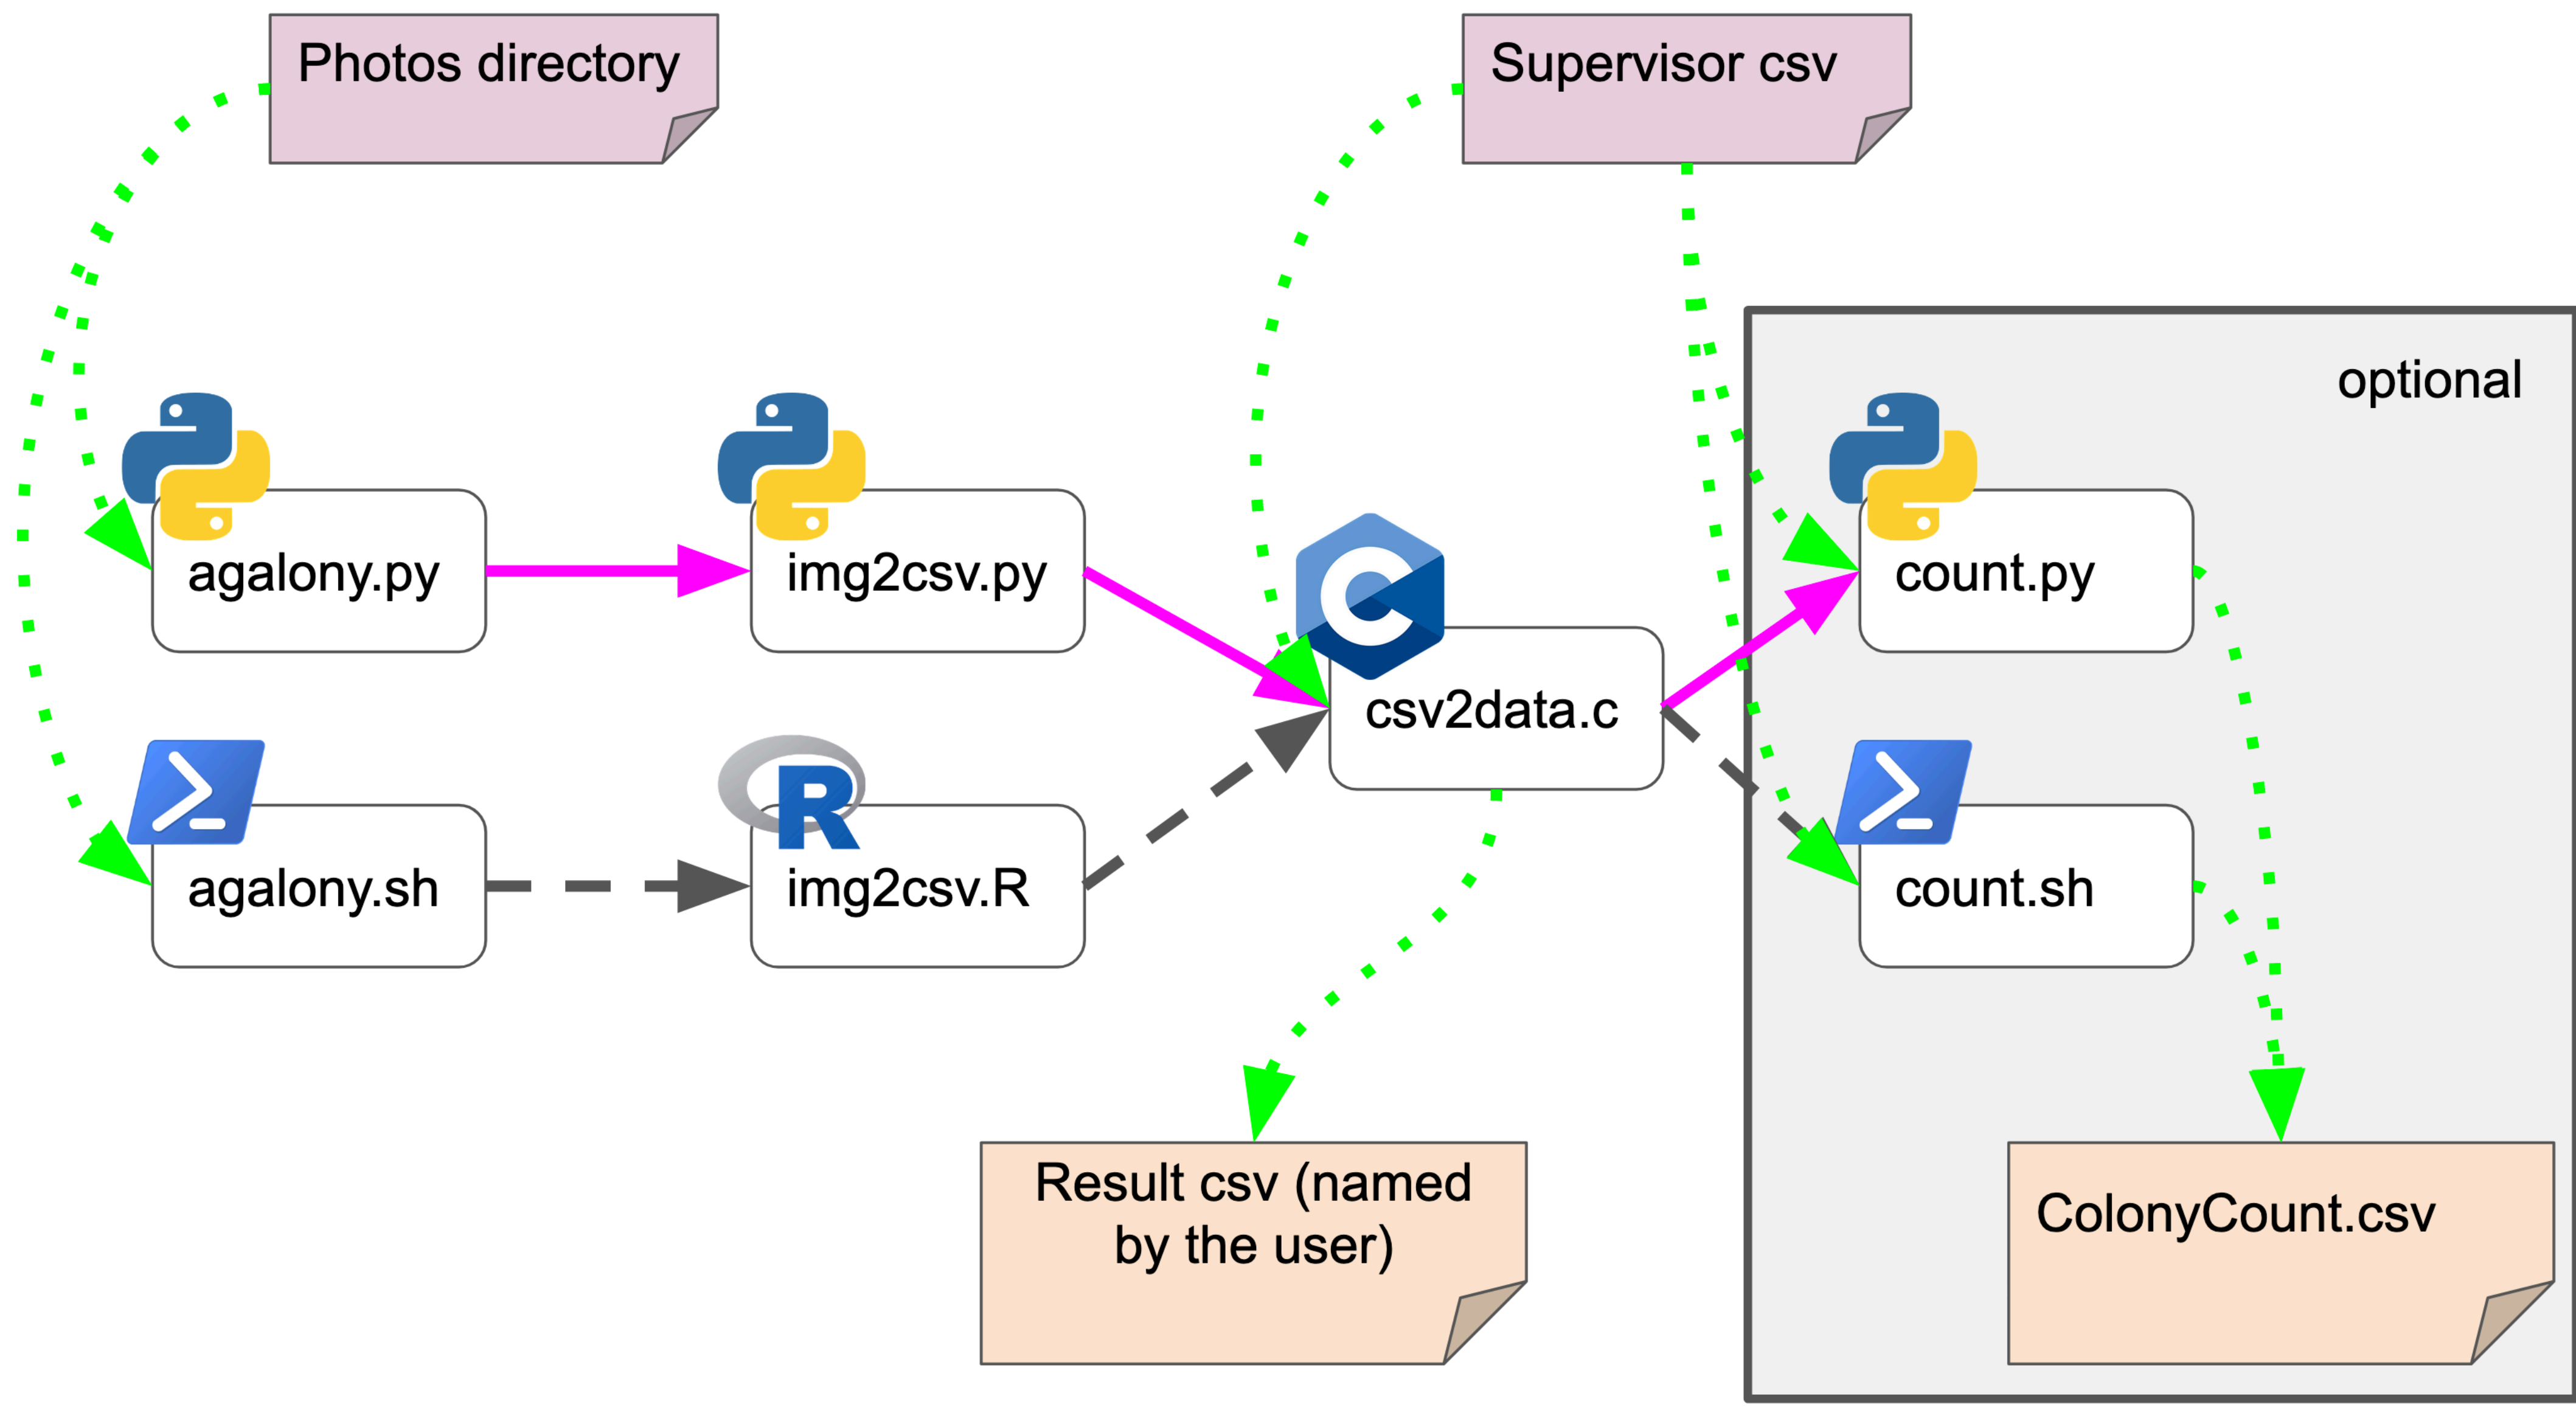 Photos directory
Supervisor csv
optional
agalony.py
img2csv.py
count.py
csv2data.c
agalony.sh
R
img2csv.R
count.sh
Result csv (named
by the user)
ColonyCount.csv